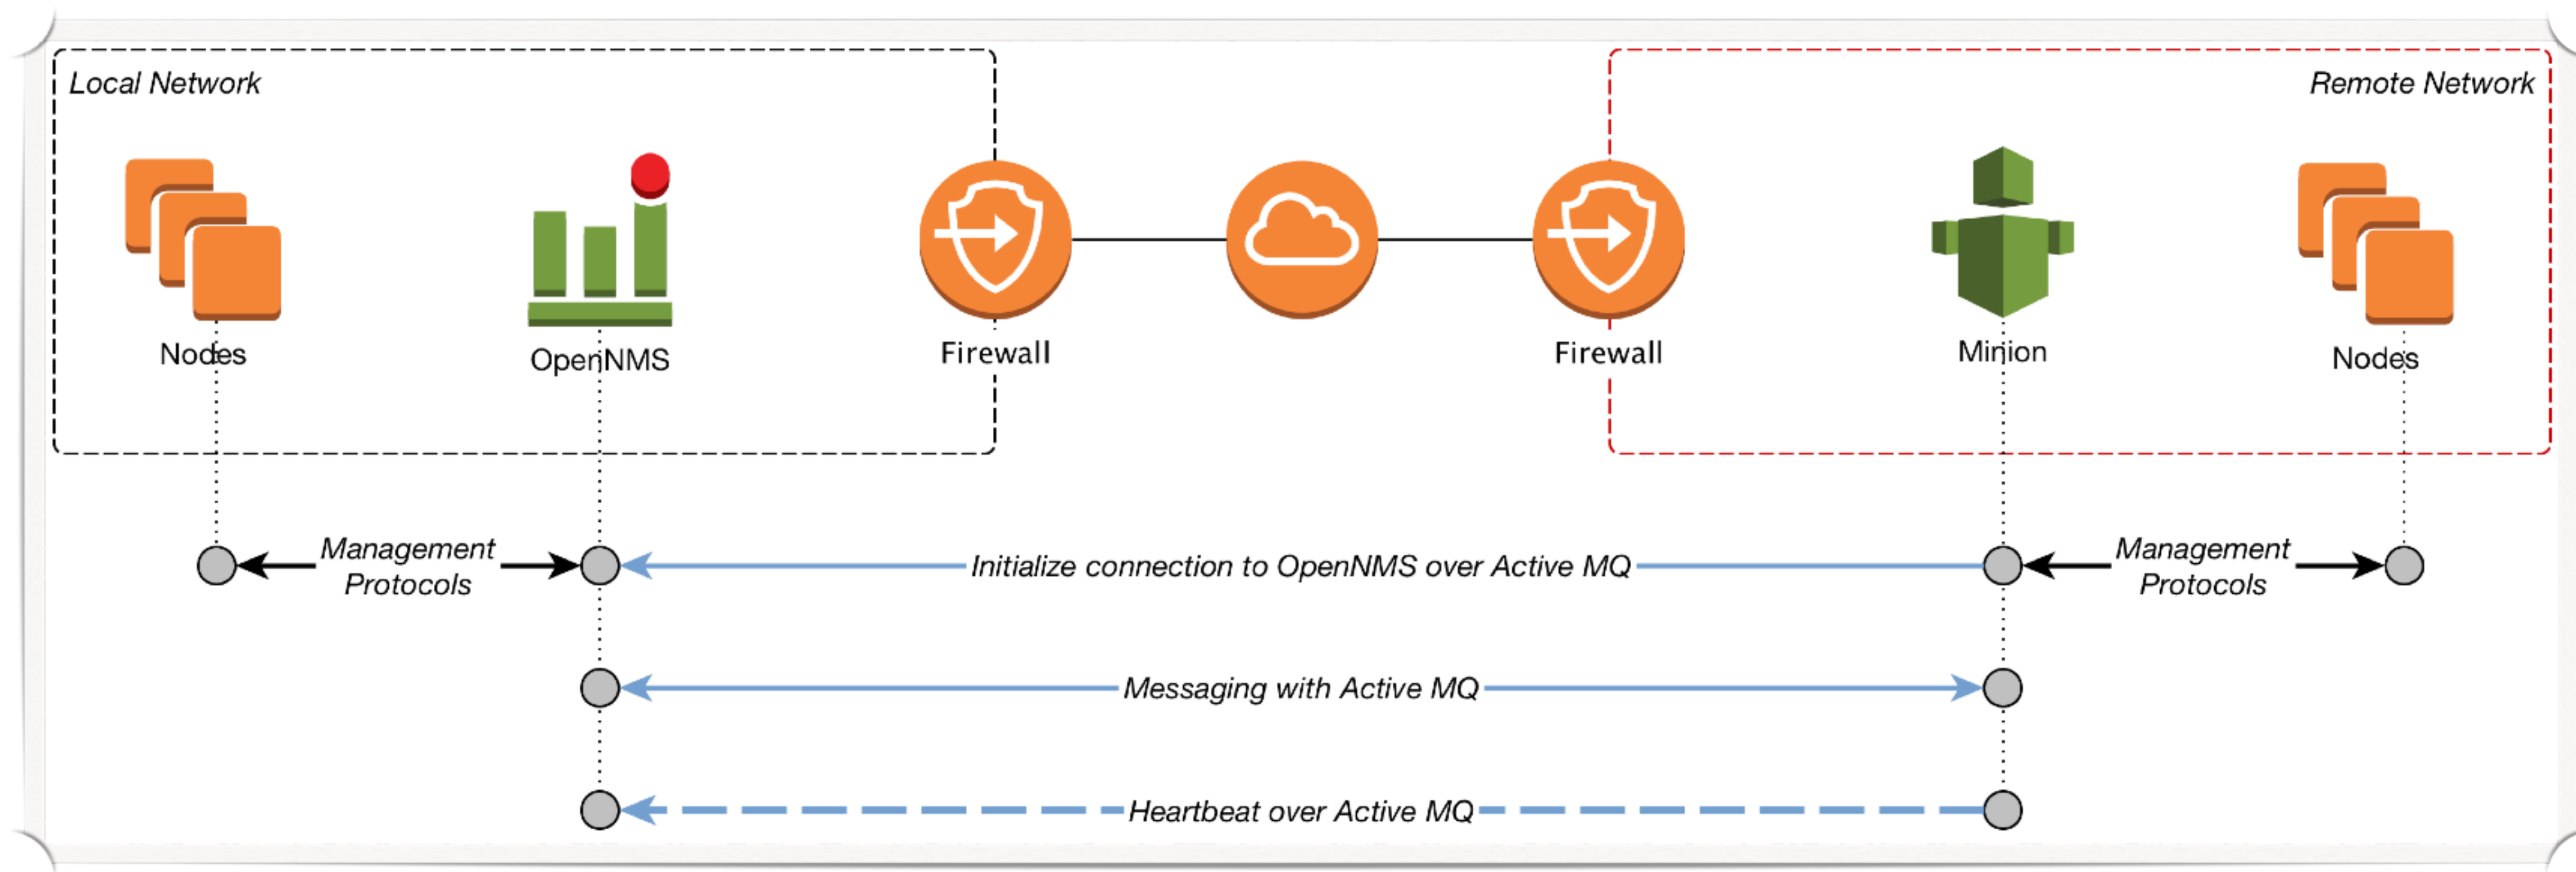 Local Network
Remote Network
Nodes
OpenNMS
Firewall
Firewall
Minion
Nodes
Management
Protocols
Initialize connection to OpenNMS over Active MQ
Management
Protocols
Messaging with Active MQ
Heartbeat over Active MQ